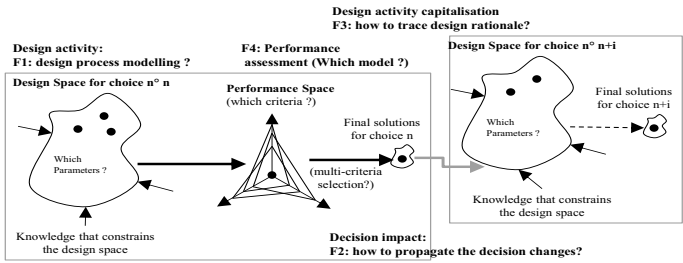 Design activity capitalisation
F3: how to trace design rationale?
Design activity:
F1: design process modelling ?
F4: Performance
assessment (Which model ?)
Design Space for choice n° n
Performance Space
(which criteria ?)
Which
Parameters ?
Final solutions
for choice n
(multi-criteria
selection?)
Knowledge that constrains
the design space
Design Space for choice n° n+i
Which
Parameters ?
Final solutions
for choice n+i
Knowledge that constrains
the design space
Decision impact:
F2: how to propagate the decision changes?